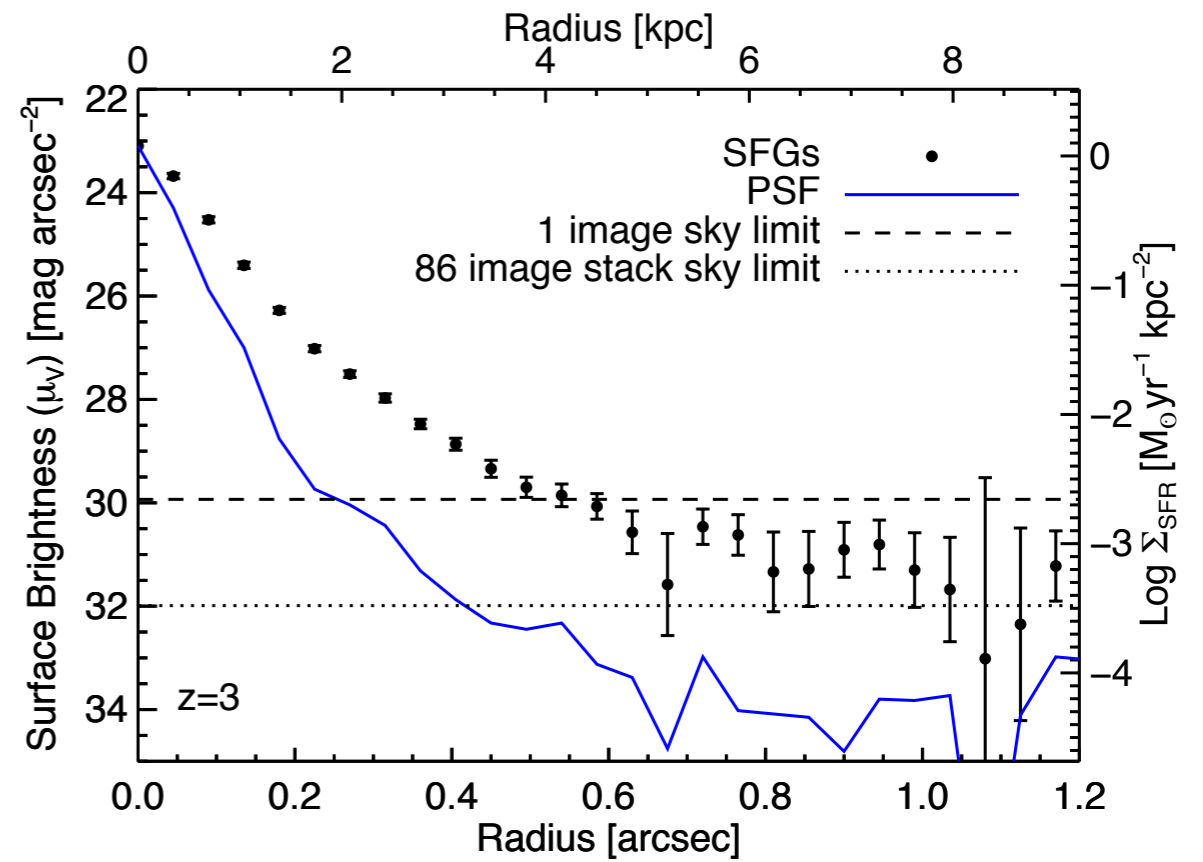 Radius [kpc]
0 2 4 6 8
Surface Brightness (μ_V) [mag arcsec⁻²]
22
24
26
28
30
32
34
SFGs
PSF
1 image sky limit
86 image stack sky limit
z=3
0
−1
−2
−3
−4
Log Σ_SFR [M_⊙yr⁻¹ kpc⁻²]
0.0 0.2 0.4 0.6 0.8 1.0 1.2
Radius [arcsec]